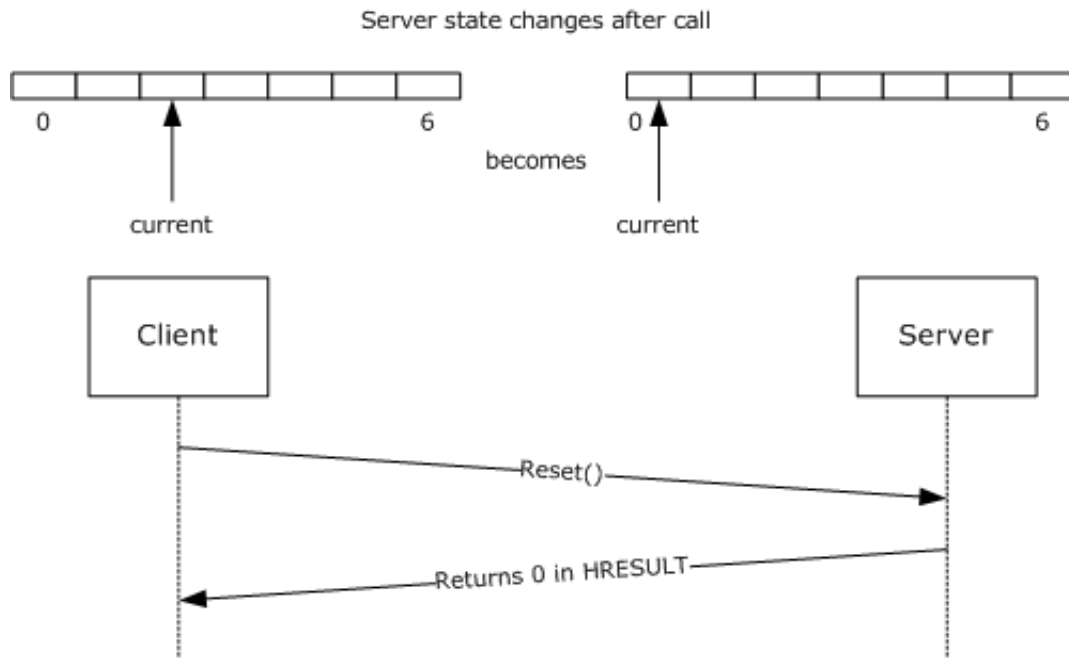 Server state changes after call
0 6 0 6
becomes
current current
Client Server
Reset()
Returns 0 in HRESULT